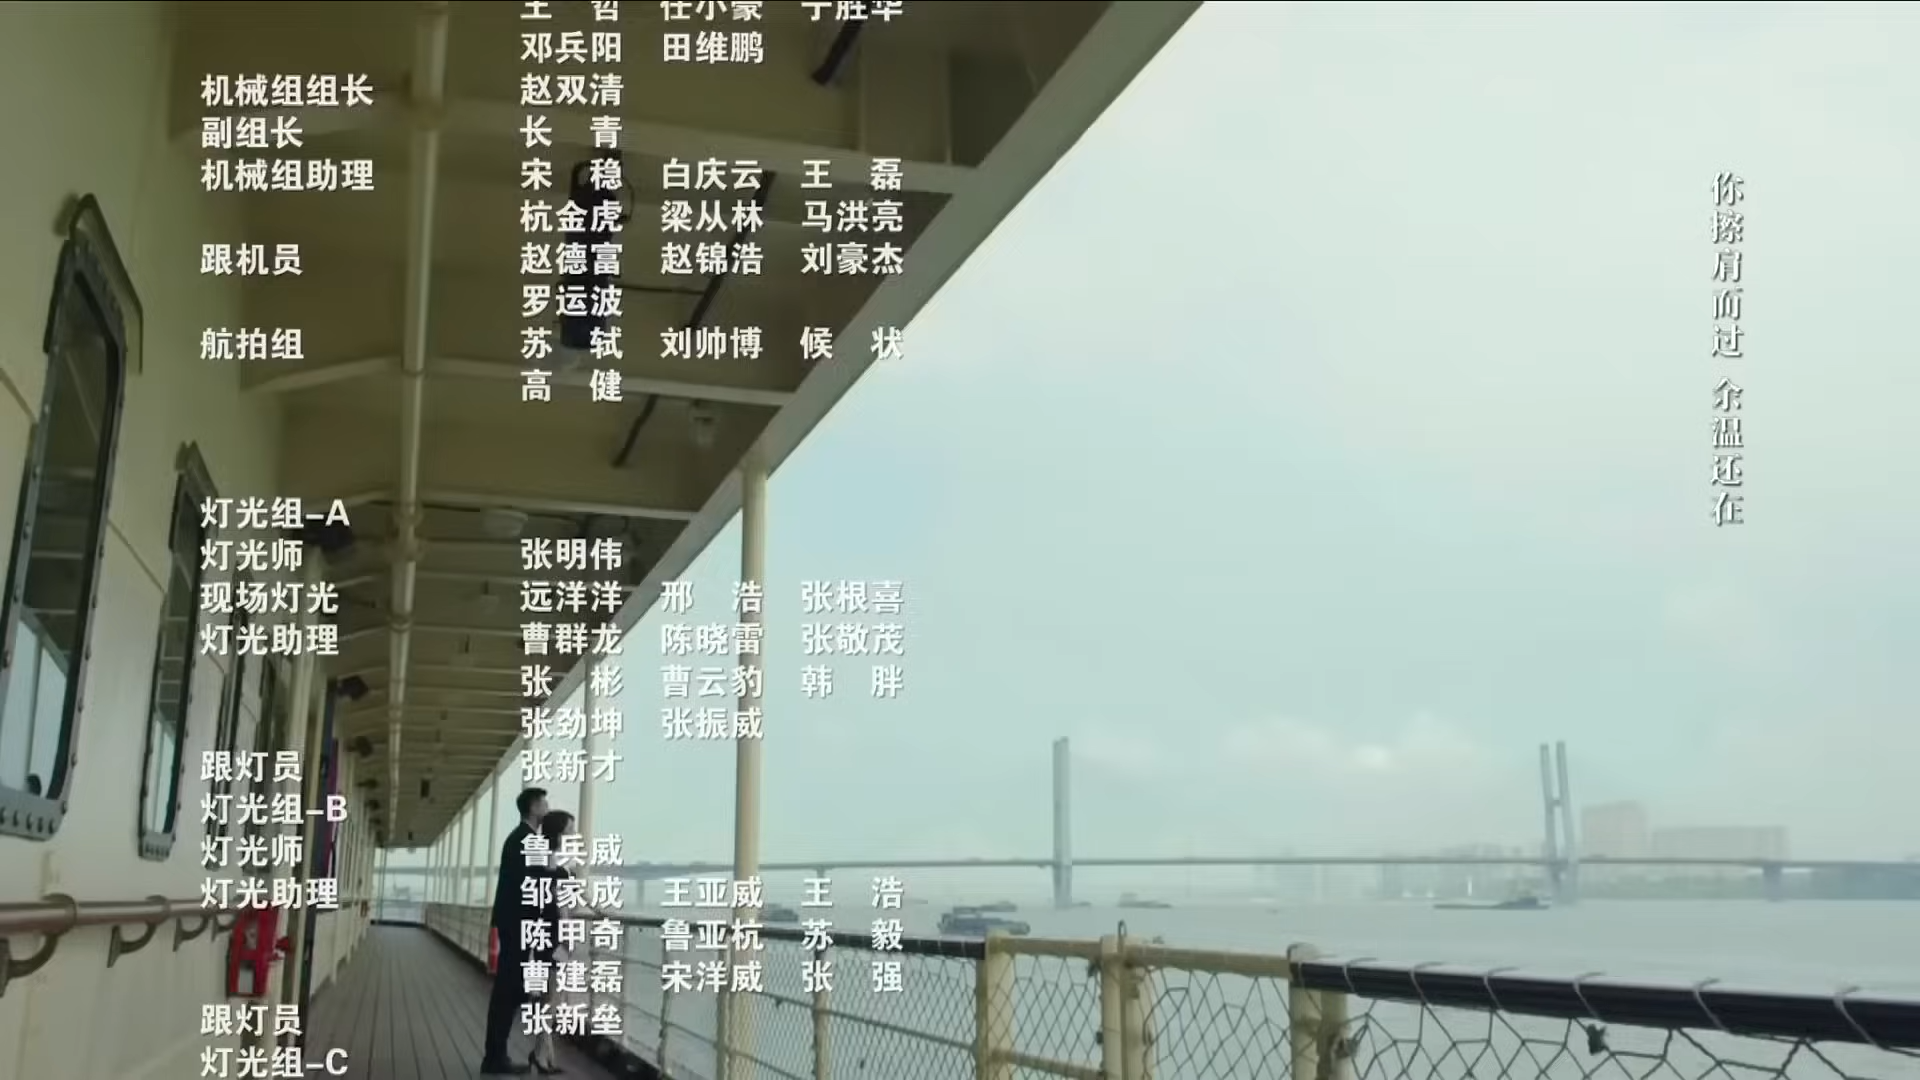 王 哲 任小豪 于胜华
邓兵阳 田维鹏
机械组组长 赵双清
副组长 长 青
机械组助理 宋 稳 白庆云 王 磊
杭金虎 梁从林 马洪亮
跟机员 赵德富 赵锦浩 刘豪杰
罗运波
航拍组 苏 轼 刘帅博 候 状
高 健
灯光组-A
灯光师 张明伟
现场灯光 远洋洋 邢 浩 张根喜
灯光助理 曹群龙 陈晓雷 张敬茂
张 彬 曹云豹 韩 胖
张劲坤 张振威
跟灯员 张新才
灯光组-B
灯光师 鲁兵威
灯光助理 邹家成 王亚威 王 浩
陈甲奇 鲁亚杭 苏 毅
曹建磊 宋洋威 张 强
跟灯员 张新垒
灯光组-C
你擦肩而过 余温还在